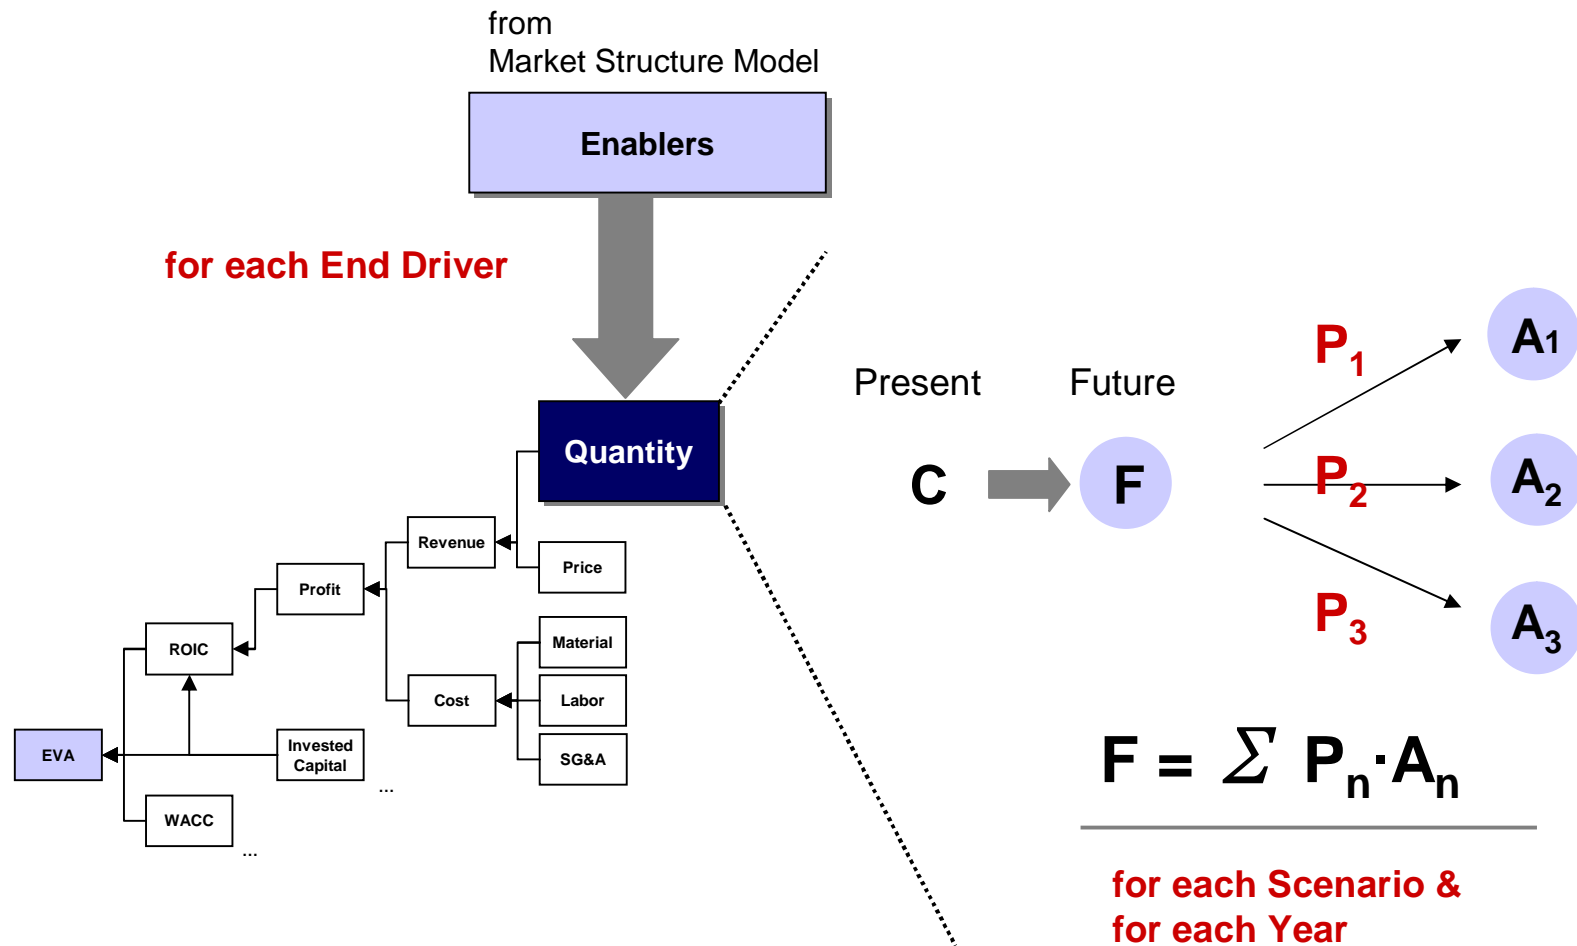 from
Market Structure Model
Enablers
for each End Driver
Quantity
Revenue
Price
Profit
Material
ROIC
Cost
Labor
EVA
Invested
Capital
SG&A
...
WACC
...
Present
Future
C
F
P1
P2
P3
A1
A2
A3
F = Σ Pn·An
for each Scenario &
for each Year